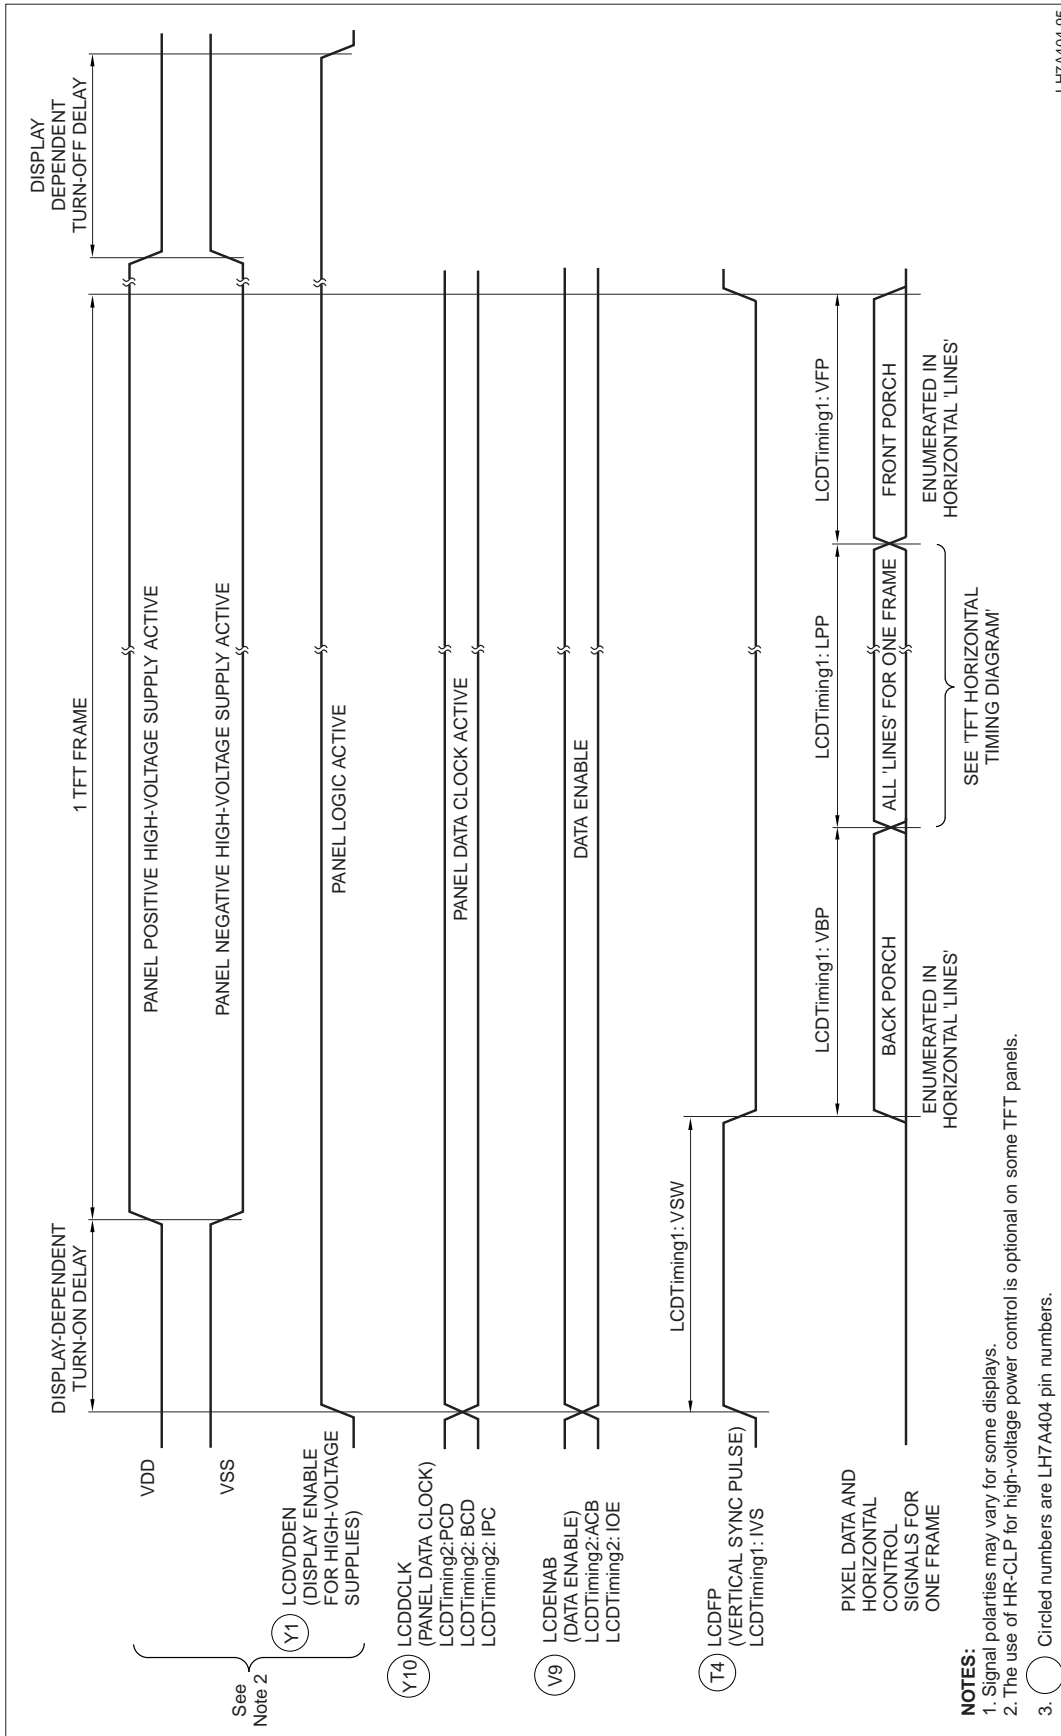 1 TFT FRAME
DISPLAY-DEPENDENT
TURN-ON DELAY
DISPLAY
DEPENDENT
TURN-OFF DELAY
VDD
PANEL POSITIVE HIGH-VOLTAGE SUPPLY ACTIVE
VSS
PANEL NEGATIVE HIGH-VOLTAGE SUPPLY ACTIVE
See
Note 2
Y1
LCDVDDEN
(DISPLAY ENABLE
FOR HIGH-VOLTAGE
SUPPLIES)
PANEL LOGIC ACTIVE
Y10
LCDDCLK
(PANEL DATA CLOCK)
LCDTiming2:PCD
LCDTiming2: BCD
LCDTiming2: IPC
PANEL DATA CLOCK ACTIVE
V9
LCDENAB
(DATA ENABLE)
LCDTiming2:ACB
LCDTiming2: IOE
DATA ENABLE
LCDTiming1: VSW
T4
LCDFP
(VERTICAL SYNC PULSE)
LCDTiming1: IVS
LCDTiming1: VBP
LCDTiming1: LPP
LCDTiming1: VFP
PIXEL DATA AND
HORIZONTAL
CONTROL
SIGNALS FOR
ONE FRAME
BACK PORCH
ALL 'LINES' FOR ONE FRAME
FRONT PORCH
ENUMERATED IN
HORIZONTAL 'LINES'
SEE 'TFT HORIZONTAL
TIMING DIAGRAM'
ENUMERATED IN
HORIZONTAL 'LINES'
NOTES:
1. Signal polarties may vary for some displays.
2. The use of HR-CLP for high-voltage power control is optional on some TFT panels.
3. Circled numbers are LH7A404 pin numbers.
LH7A404-95